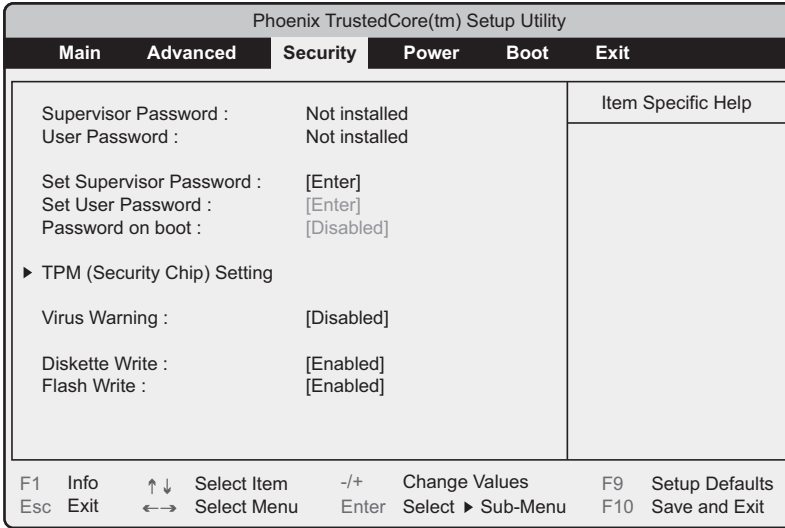 Phoenix TrustedCore(tm) Setup Utility
Main Advanced Security Power Boot Exit
Item Specific Help
Supervisor Password : Not installed
User Password : Not installed
Set Supervisor Password : [Enter]
Set User Password : [Enter]
Password on boot : [Disabled]
▶ TPM (Security Chip) Setting
Virus Warning : [Disabled]
Diskette Write : [Enabled]
Flash Write : [Enabled]
F1 Info ↑↓ Select Item -/+ Change Values F9 Setup Defaults
Esc Exit ←→ Select Menu Enter Select ▶ Sub-Menu F10 Save and Exit